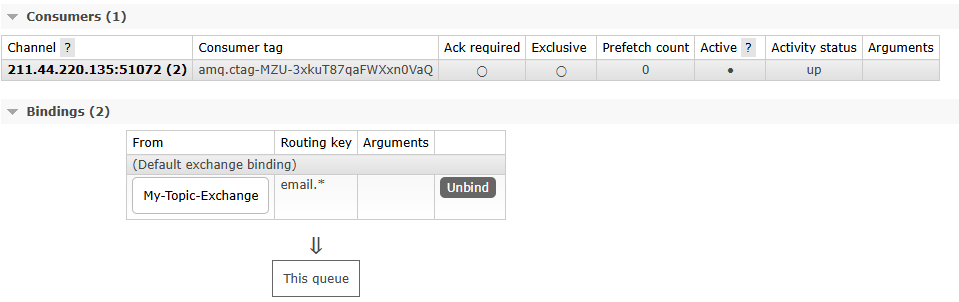 Consumers (1)
Channel ? Consumer tag Ack required Exclusive Prefetch count Active ? Activity status Arguments
211.44.220.135:51072 (2) amq.ctag-MZU-3xkuT87qaFWXxn0VaQ ○ ○ 0 ● up
Bindings (2)
From Routing key Arguments
(Default exchange binding)
My-Topic-Exchange email.* Unbind
⇓
This queue